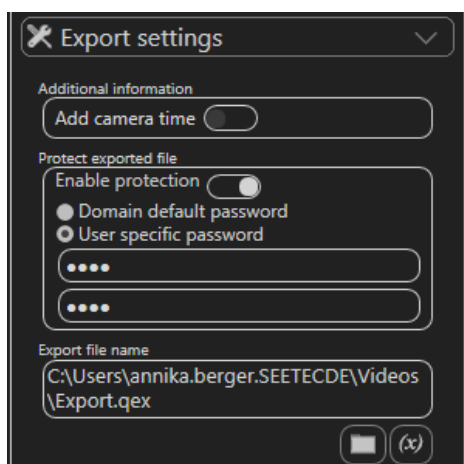 Export settings
Additional information
Add camera time
Protect exported file
Enable protection
Domain default password
User specific password
••••
••••
Export file name
C:\Users\annika.berger.SEETECDE\Videos
\Export.qex
(x)